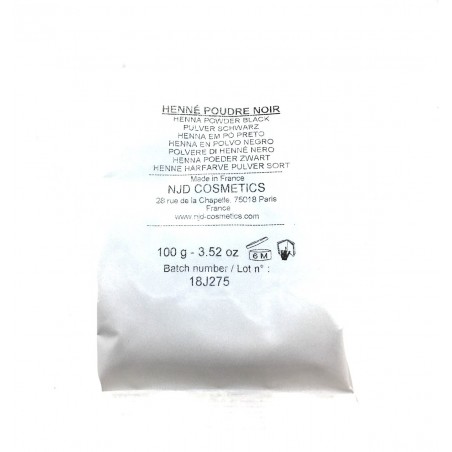 HENNÉ POUDRE NOIR
HENNA POWDER BLACK
PULVER SCHWARZ
HENNA EM PÓ PRETO
HENNA EN POLVO NEGRO
POLVERE DI HENNÉ NERO
HENNA POEDER ZWART
HENNE HARFARVE PULVER SORT
Made in France
NJD COSMETICS
28 rue de la Chapelle, 75018 Paris
France
www.njd-cosmetics.com
100 g - 3.52 oz 6 M
Batch number / Lot n° :
18J275